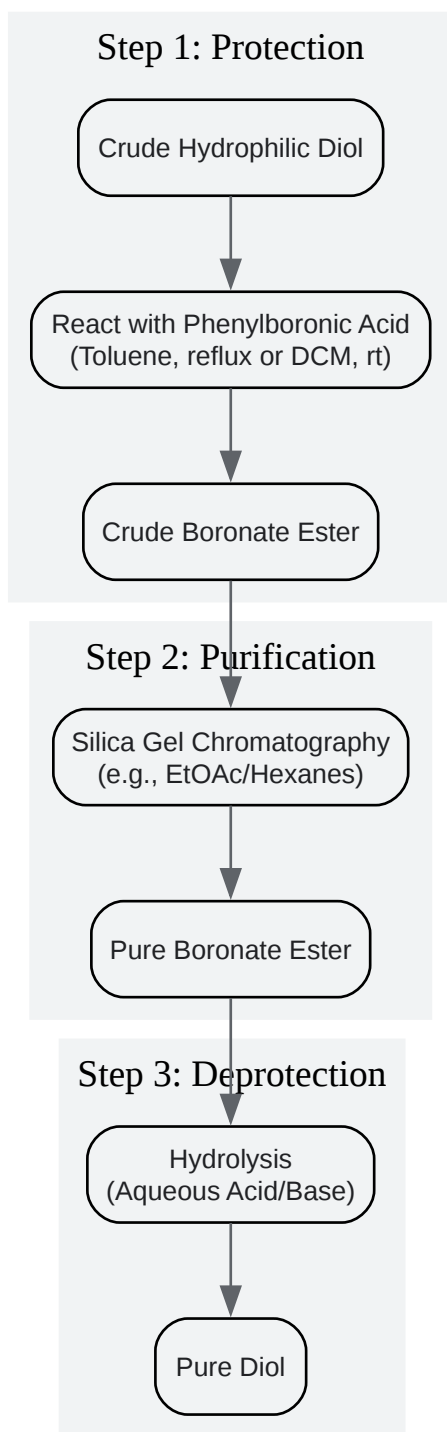 Step 1: Protection
Crude Hydrophilic Diol
React with Phenylboronic Acid
(Toluene, reflux or DCM, rt)
Crude Boronate Ester
Step 2: Purification
Silica Gel Chromatography
(e.g., EtOAc/Hexanes)
Pure Boronate Ester
Step 3: Deprotection
Hydrolysis
(Aqueous Acid/Base)
Pure Diol